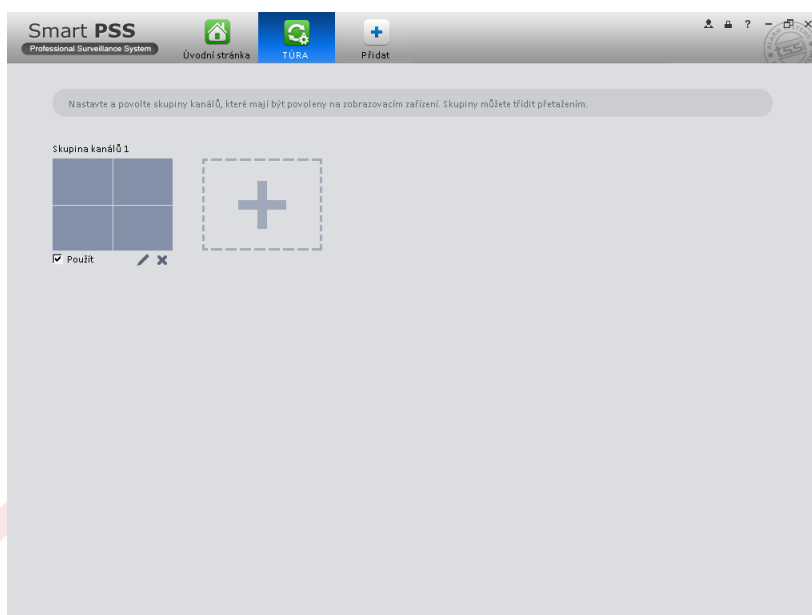 Smart PSS
Professional Surveillance System
Úvodní stránka
TÚRA
Přidat
?
TSS
Nastavte a povolte skupiny kanálů, které mají být povoleny na zobrazovacím zařízení. Skupiny můžete třídit přetažením.
Skupina kanálů 1
Použít